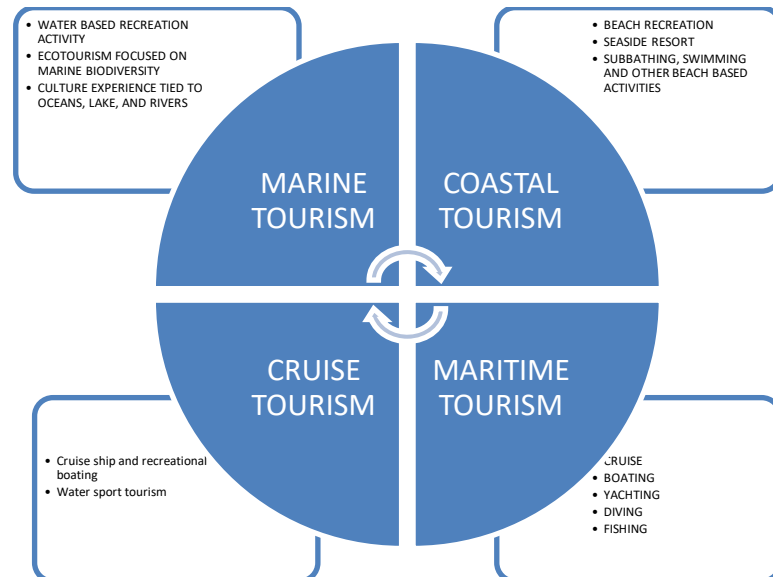 • WATER BASED RECREATION
ACTIVITY
• ECOTOURISM FOCUSED ON
MARINE BIODIVERSITY
• CULTURE EXPERIENCE TIED TO
OCEANS, LAKE, AND RIVERS
• BEACH RECREATION
• SEASIDE RESORT
• SUBBATHING, SWIMMING
AND OTHER BEACH BASED
ACTIVITIES
MARINE
TOURISM
COASTAL
TOURISM
CRUISE
TOURISM
MARITIME
TOURISM
• Cruise ship and recreational
boating
• Water sport tourism
CRUISE
• BOATING
• YACHTING
• DIVING
• FISHING